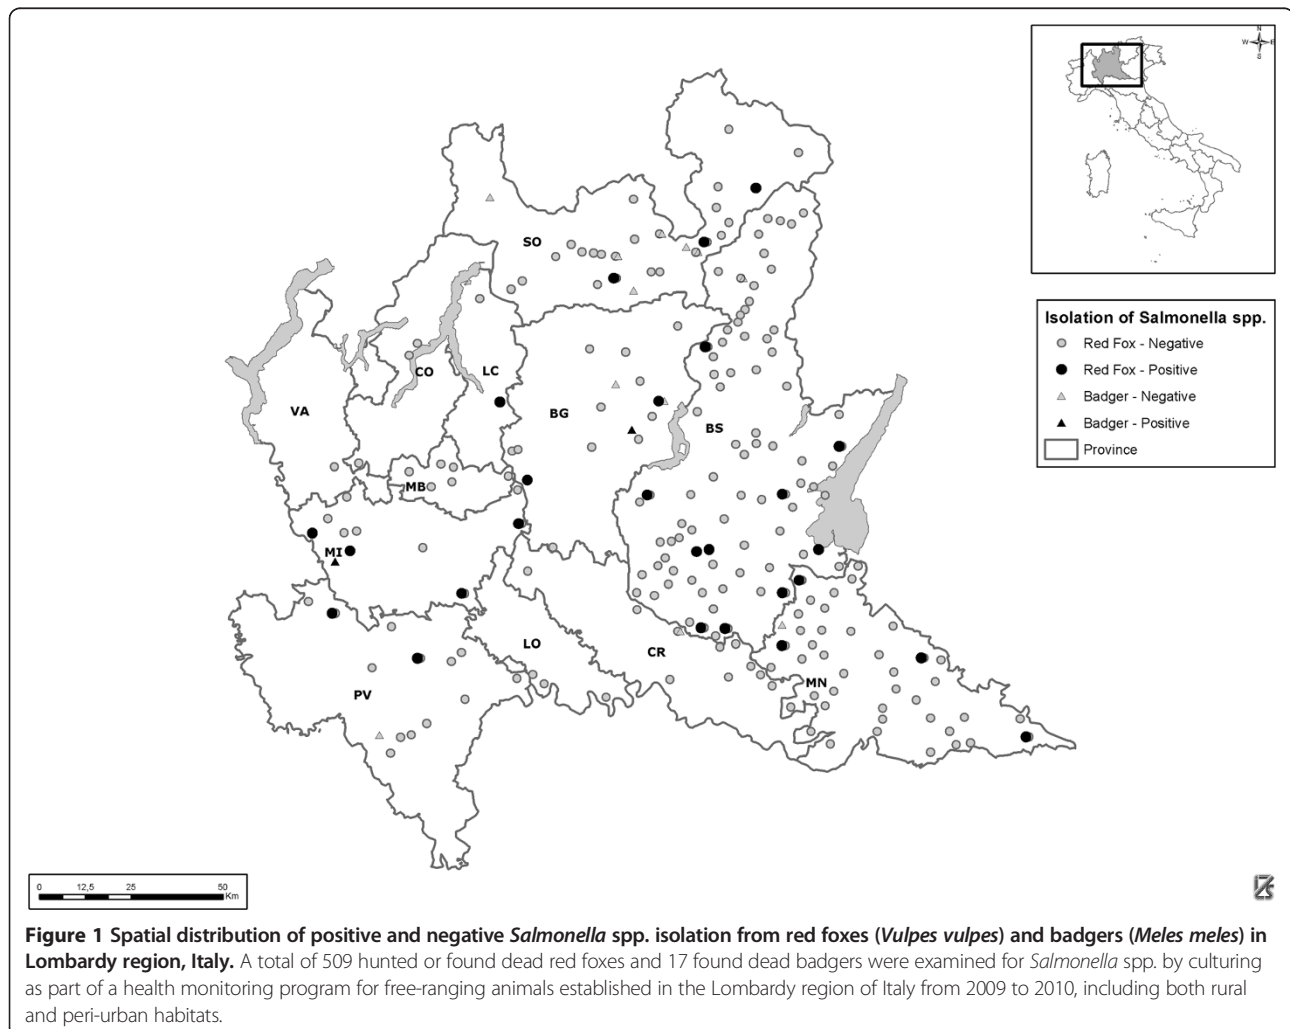 N
W E
S
SO
CO
LC
VA
BG
BS
MB
MI
LO
CR
PV
MN
Isolation of Salmonella spp.
Red Fox - Negative
Red Fox - Positive
Badger - Negative
Badger - Positive
Province
0 12,5 25 50
Km
Figure 1 Spatial distribution of positive and negative Salmonella spp. isolation from red foxes (Vulpes vulpes) and badgers (Meles meles) in
Lombardy region, Italy. A total of 509 hunted or found dead red foxes and 17 found dead badgers were examined for Salmonella spp. by culturing
as part of a health monitoring program for free-ranging animals established in the Lombardy region of Italy from 2009 to 2010, including both rural
and peri-urban habitats.